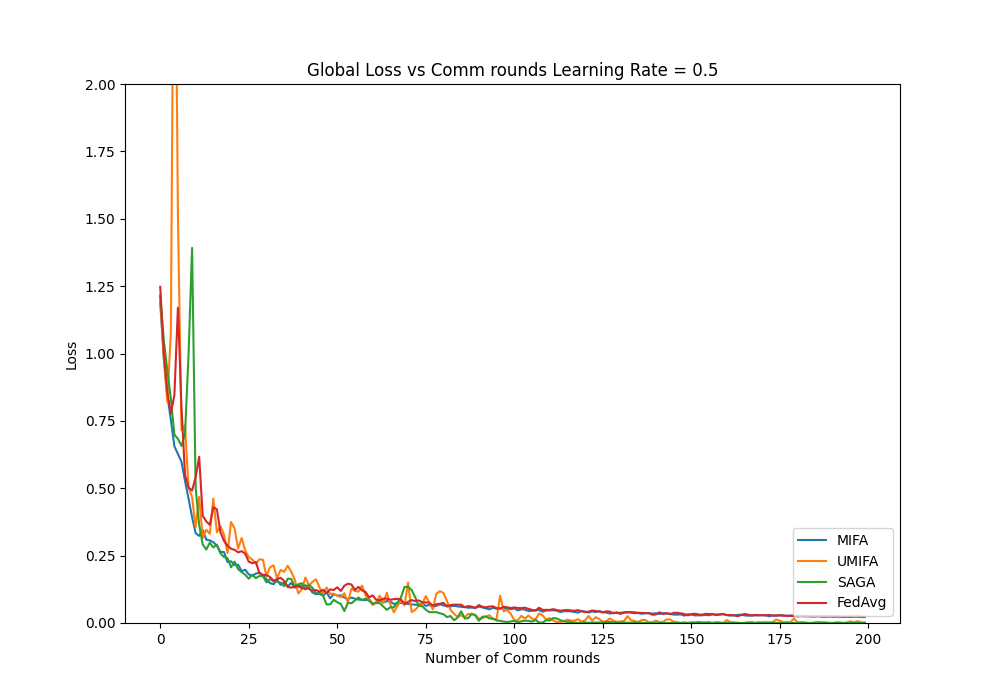 Global Loss vs Comm rounds Learning Rate = 0.5
2.00
1.75
1.50
1.25
1.00
0.75
0.50
0.25
0.00
Loss
0 25 50 75 100 125 150 175 200
Number of Comm rounds
MIFA
UMIFA
SAGA
FedAvg